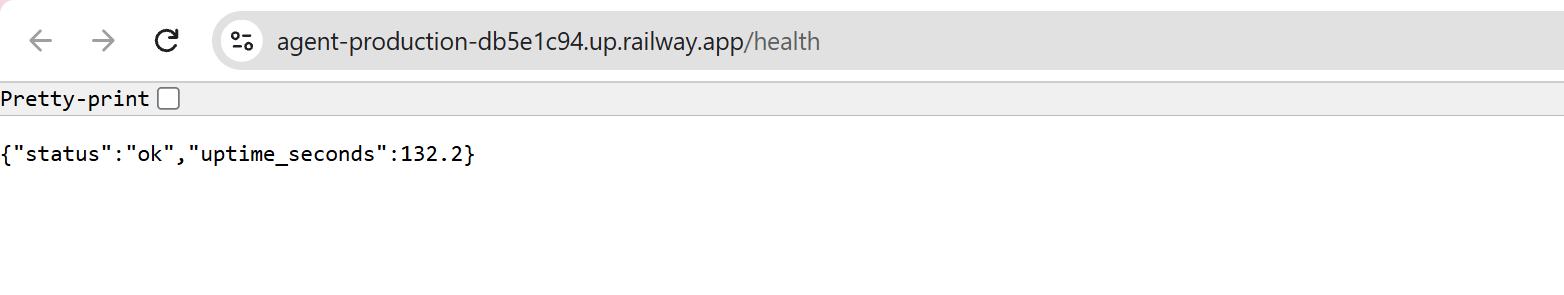 agent-production-db5e1c94.up.railway.app/health
Pretty-print
{"status":"ok","uptime_seconds":132.2}